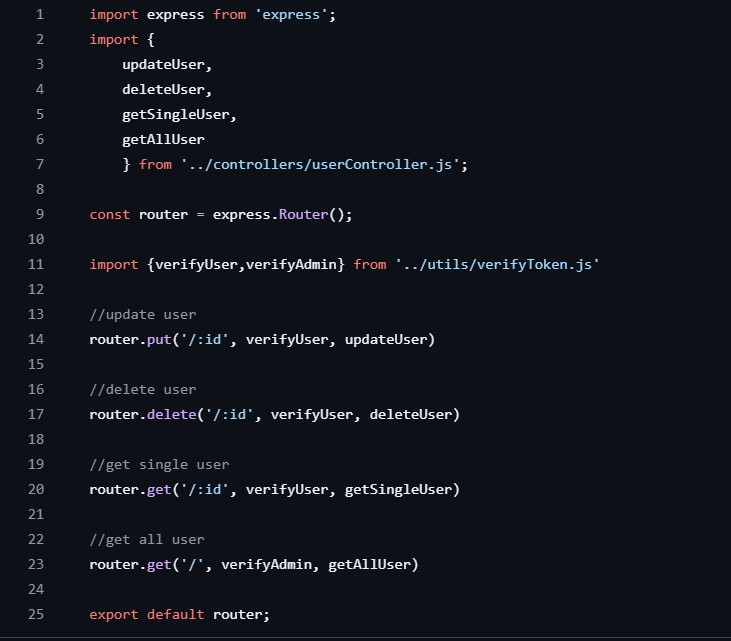 1 import express from 'express';
2 import {
3 updateUser,
4 deleteUser,
5 getSingleUser,
6 getAllUser
7 } from '../controllers/userController.js';
8
9 const router = express.Router();
10
11 import {verifyUser,verifyAdmin} from '../utils/verifyToken.js'
12
13 //update user
14 router.put('/:id', verifyUser, updateUser)
15
16 //delete user
17 router.delete('/:id', verifyUser, deleteUser)
18
19 //get single user
20 router.get('/:id', verifyUser, getSingleUser)
21
22 //get all user
23 router.get('/', verifyAdmin, getAllUser)
24
25 export default router;